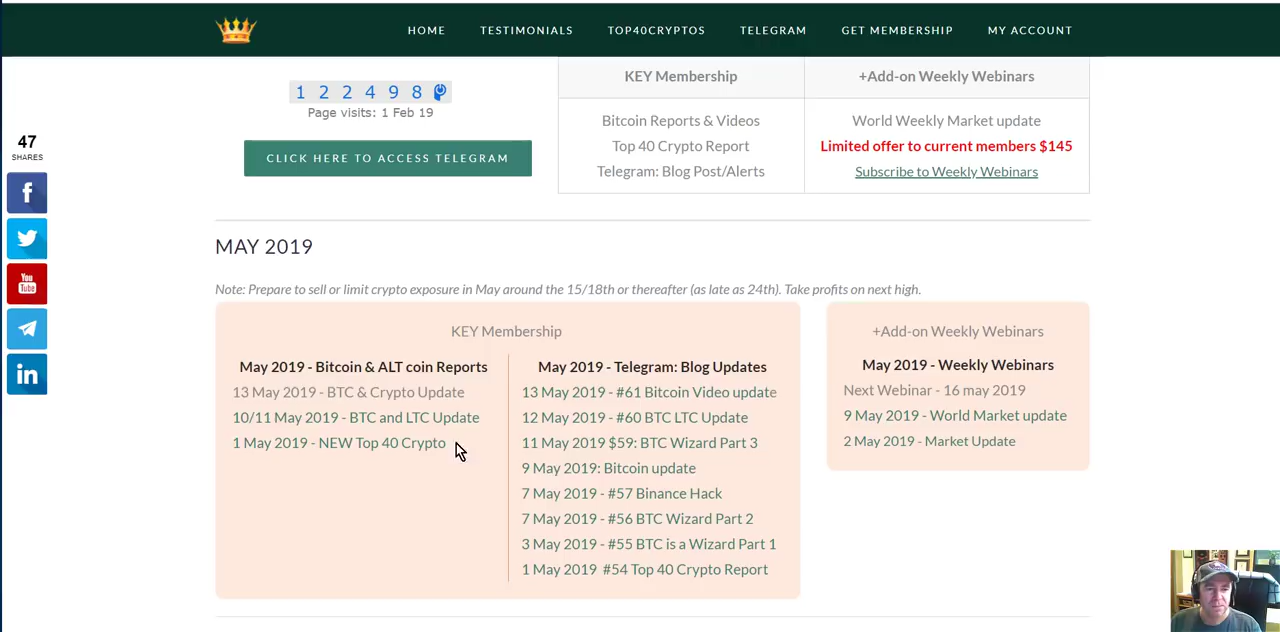 HOME TESTIMONIALS TOP40CRYPTOS TELEGRAM GET MEMBERSHIP MY ACCOUNT
122498
Page visits: 1 Feb 19
CLICK HERE TO ACCESS TELEGRAM
KEY Membership
+Add-on Weekly Webinars
Bitcoin Reports & Videos
World Weekly Market update
Top 40 Crypto Report
Limited offer to current members $145
Telegram: Blog Post/Alerts
Subscribe to Weekly Webinars
47
SHARES
You
Tube
MAY 2019
Note: Prepare to sell or limit crypto exposure in May around the 15/18th or thereafter (as late as 24th). Take profits on next high.
KEY Membership
May 2019 - Bitcoin & ALT coin Reports
13 May 2019 - BTC & Crypto Update
10/11 May 2019 - BTC and LTC Update
1 May 2019 - NEW Top 40 Crypto
May 2019 - Telegram: Blog Updates
13 May 2019 - #61 Bitcoin Video update
12 May 2019 - #60 BTC LTC Update
11 May 2019 $59: BTC Wizard Part 3
9 May 2019: Bitcoin update
7 May 2019 - #57 Binance Hack
7 May 2019 - #56 BTC Wizard Part 2
3 May 2019 - #55 BTC is a Wizard Part 1
1 May 2019 #54 Top 40 Crypto Report
+Add-on Weekly Webinars
May 2019 - Weekly Webinars
Next Webinar - 16 may 2019
9 May 2019 - World Market update
2 May 2019 - Market Update